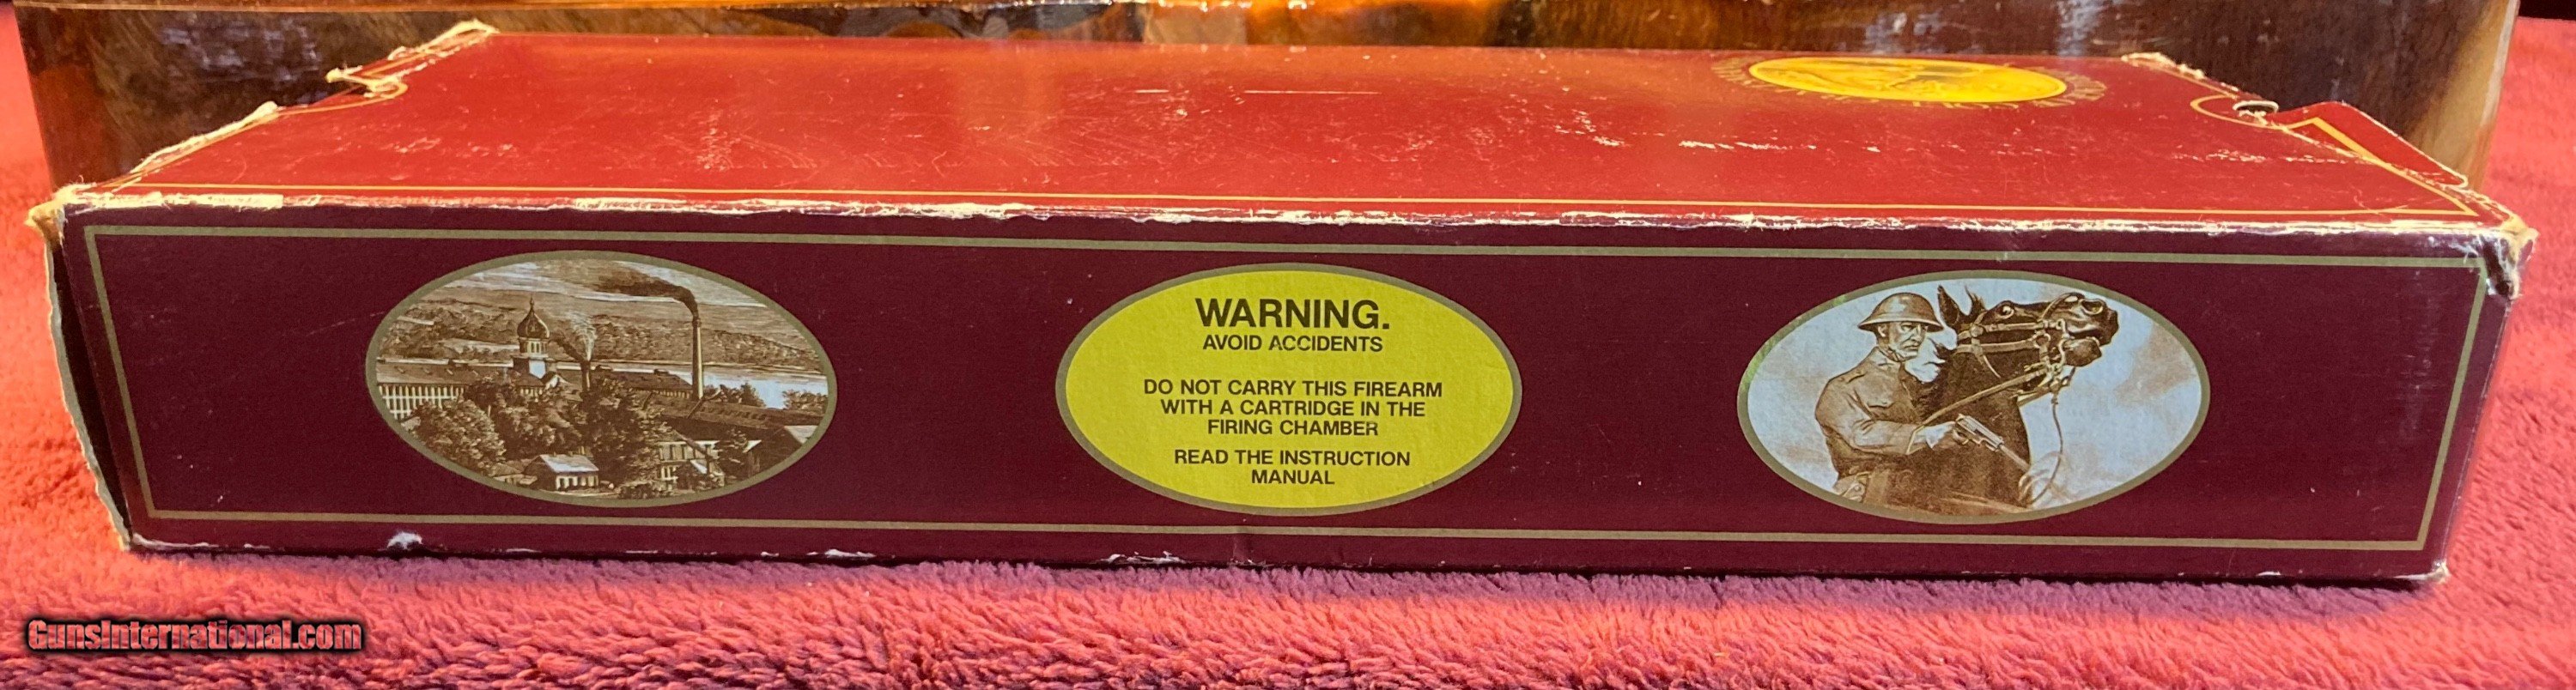 WARNING.
AVOID ACCIDENTS
DO NOT CARRY THIS FIREARM
WITH A CARTRIDGE IN THE
FIRING CHAMBER
READ THE INSTRUCTION
MANUAL
GunsInternational.com